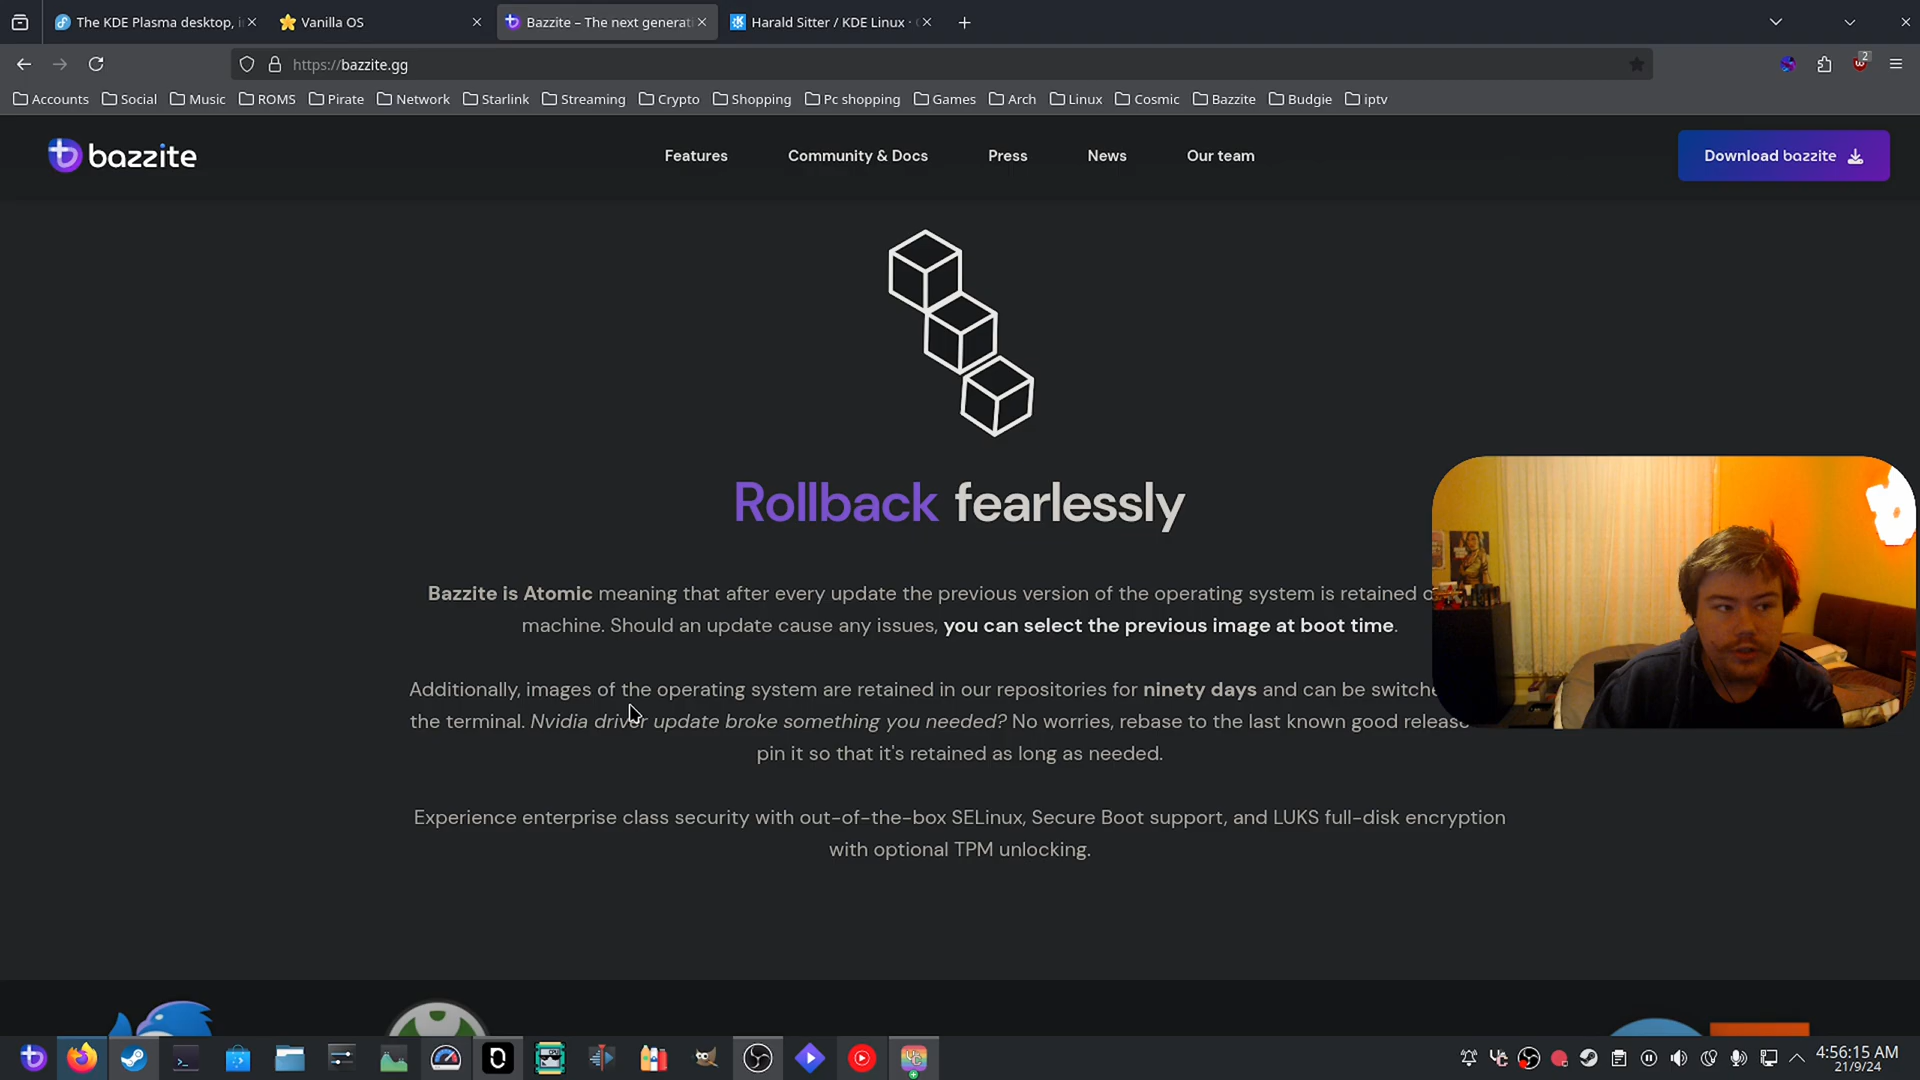 The KDE Plasma desktop, i
Vanilla OS
Bazzite – The next generati
Harald Sitter / KDE Linux ·
https://bazzite.gg
2
Accounts
Social
Music
ROMS
Pirate
Network
Starlink
Streaming
Crypto
Shopping
Pc shopping
Games
Arch
Linux
Cosmic
Bazzite
Budgie
iptv
bazzite
Features
Community & Docs
Press
News
Our team
Download bazzite
Rollback fearlessly
Bazzite is Atomic meaning that after every update the previous version of the operating system is retained
machine. Should an update cause any issues, you can select the previous image at boot time.
Additionally, images of the operating system are retained in our repositories for ninety days and can be switche
the terminal. Nvidia driver update broke something you needed? No worries, rebase to the last known good release
pin it so that it's retained as long as needed.
Experience enterprise class security with out-of-the-box SELinux, Secure Boot support, and LUKS full-disk encryption
with optional TPM unlocking.
4:56:15 AM
21/9/24